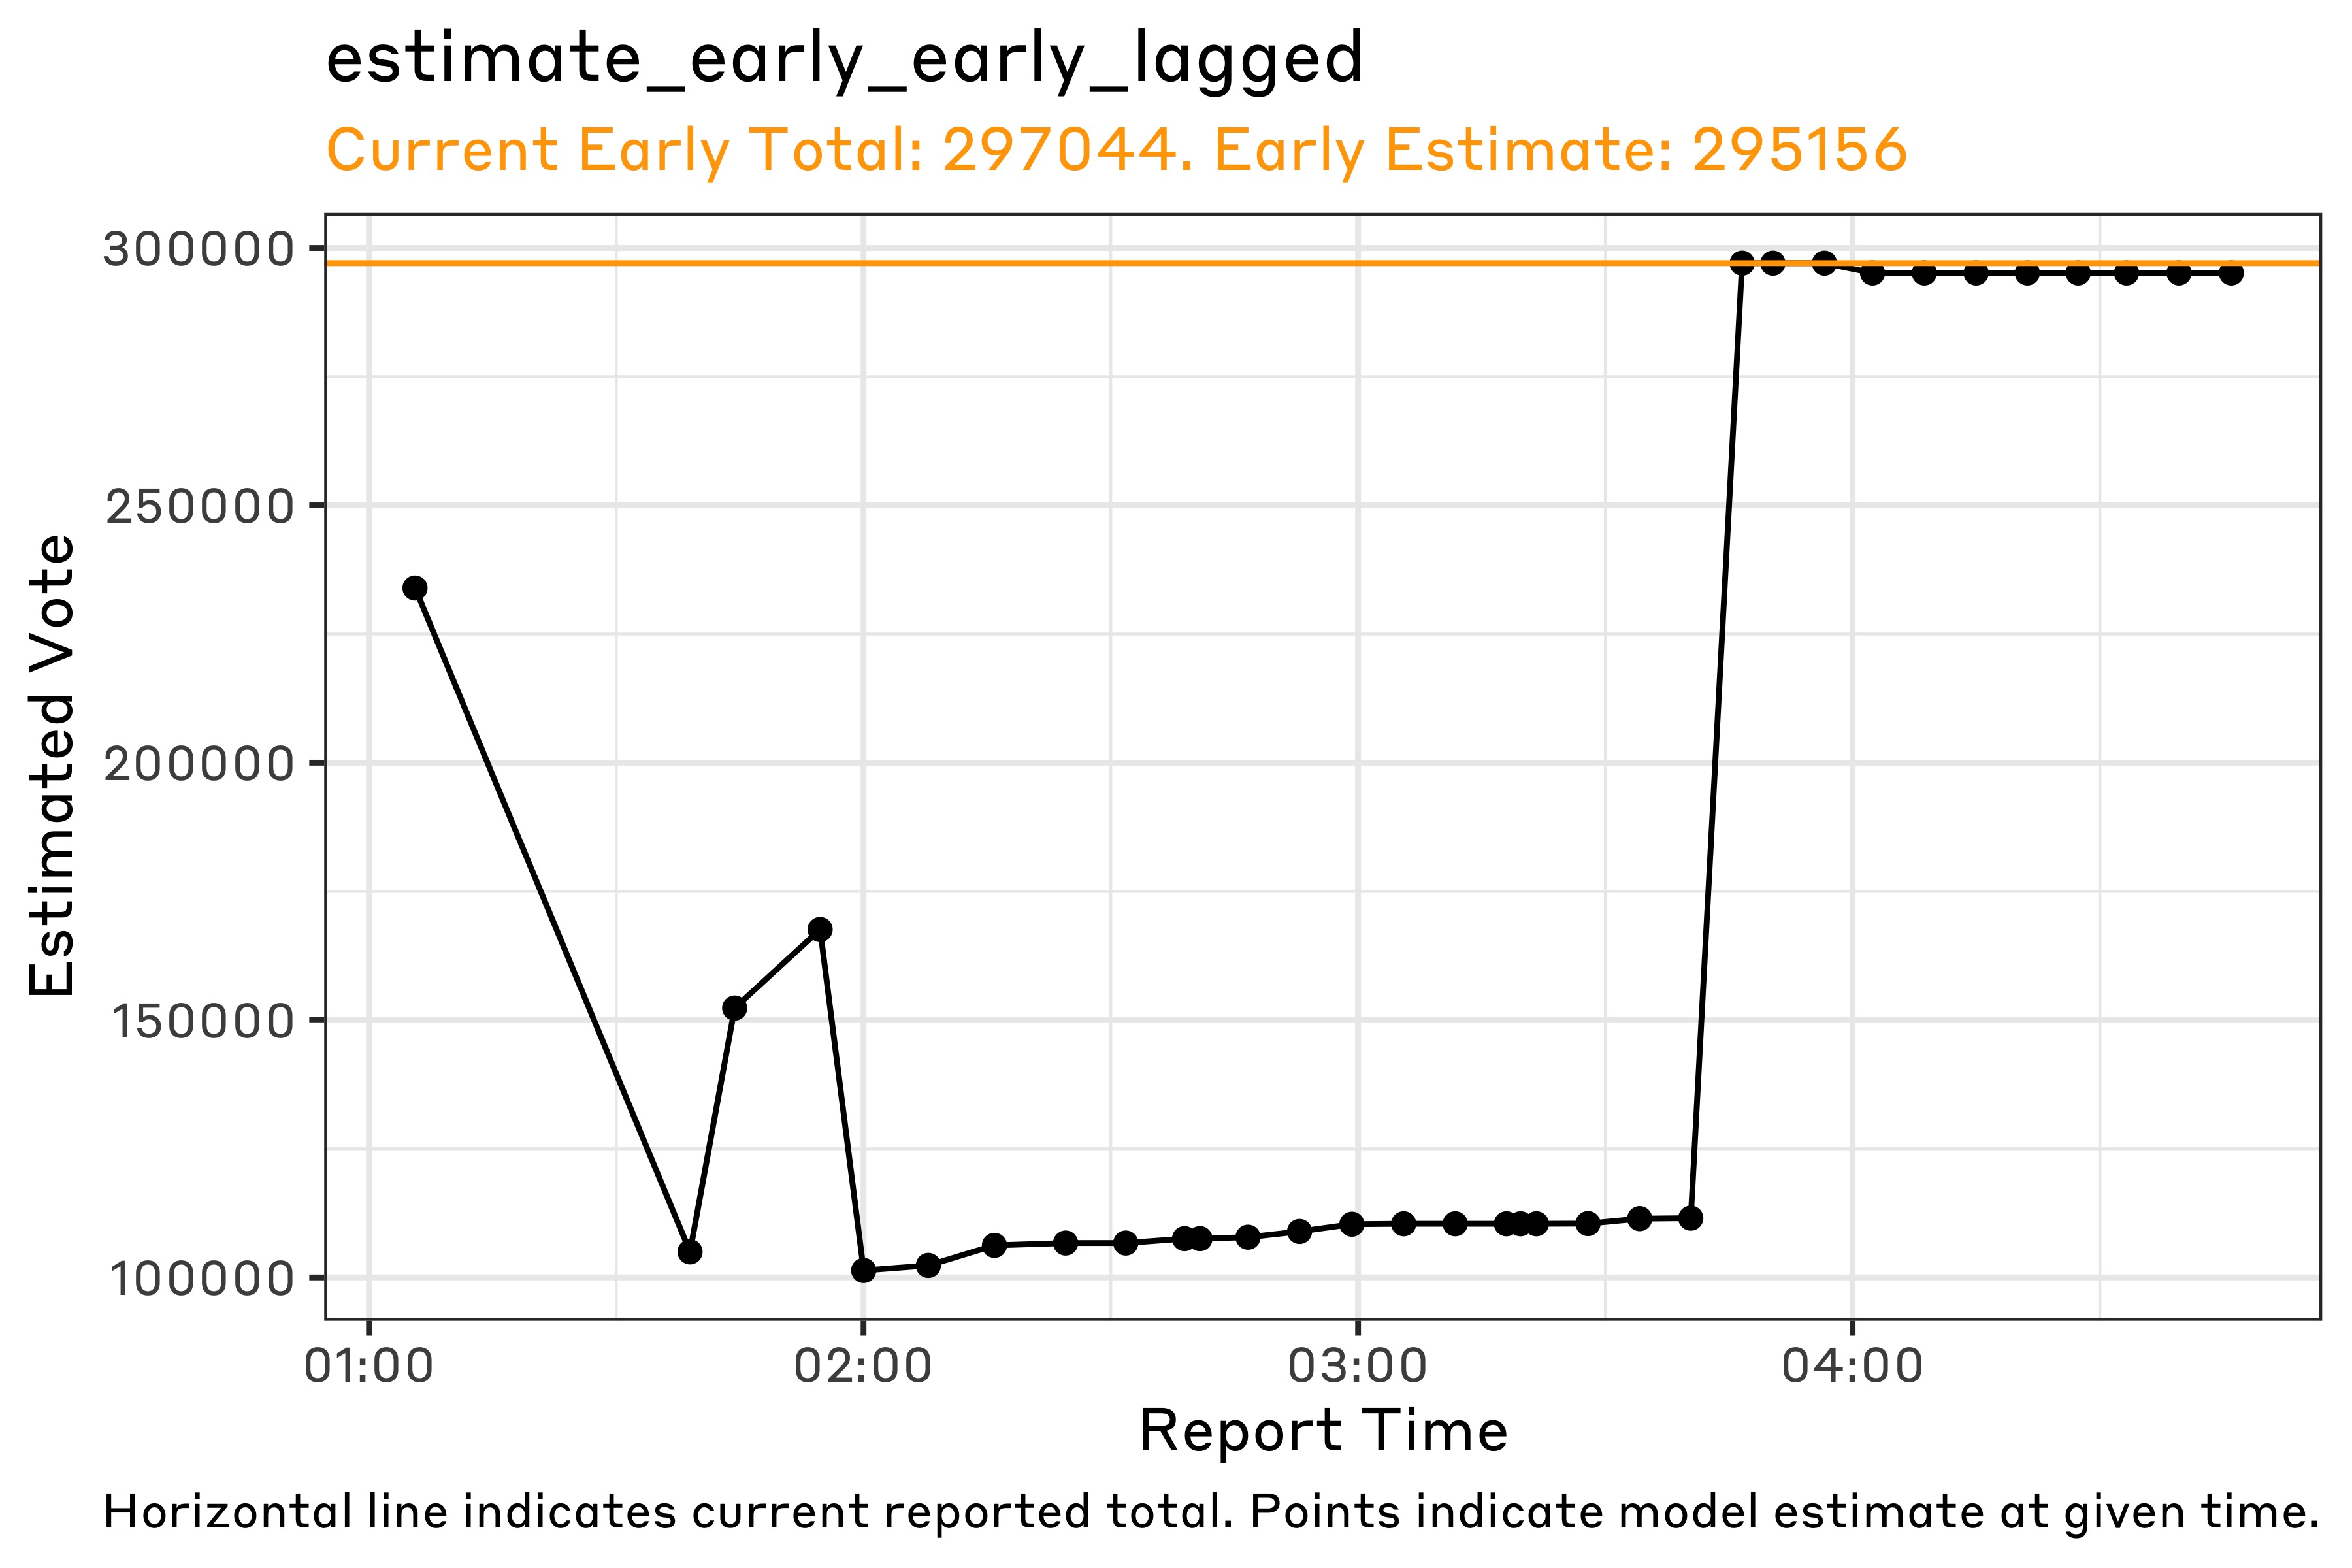 estimate_early_early_lagged
Current Early Total: 297044. Early Estimate: 295156
300000
250000
200000
150000
100000
Estimated Vote
01:00 02:00 03:00 04:00
Report Time
Horizontal line indicates current reported total. Points indicate model estimate at given time.